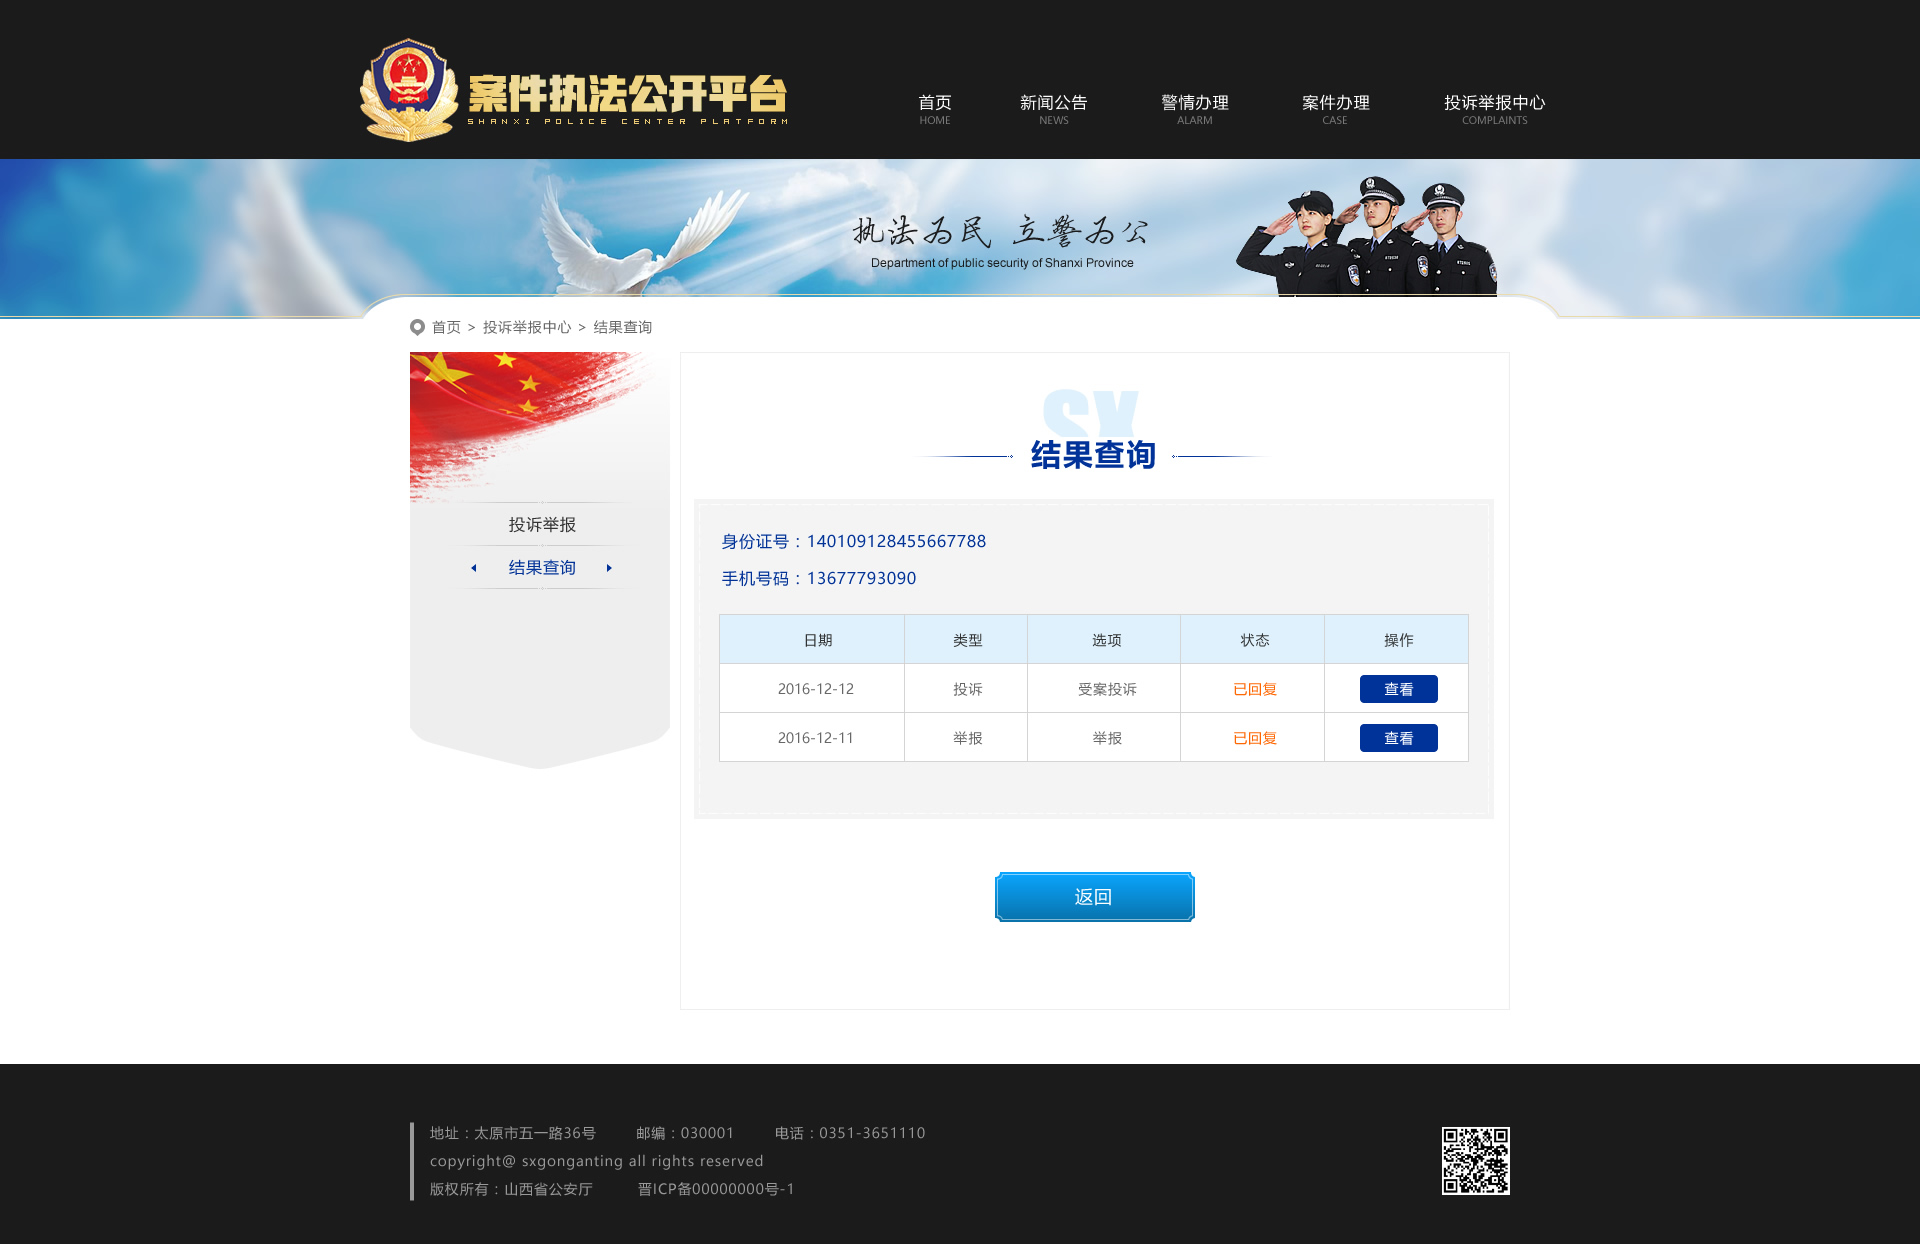 案件执法公开平台
SHANXI POLICE CENTER PLATFORM
首页 新闻公告 警情办理 案件办理 投诉举报中心
HOME NEWS ALARM CASE COMPLAINTS
执法为民 立警为公
Department of public security of Shanxi Province
首页 > 投诉举报中心 > 结果查询
投诉举报
结果查询
SX
结果查询
身份证号：140109128455667788
手机号码：13677793090
日期 类型 选项 状态 操作
2016-12-12 投诉 受案投诉 已回复 查看
2016-12-11 举报 举报 已回复 查看
返回
地址：太原市五一路36号 邮编：030001 电话：0351-3651110
copyright@ sxgonganting all rights reserved
版权所有：山西省公安厅 晋ICP备00000000号-1